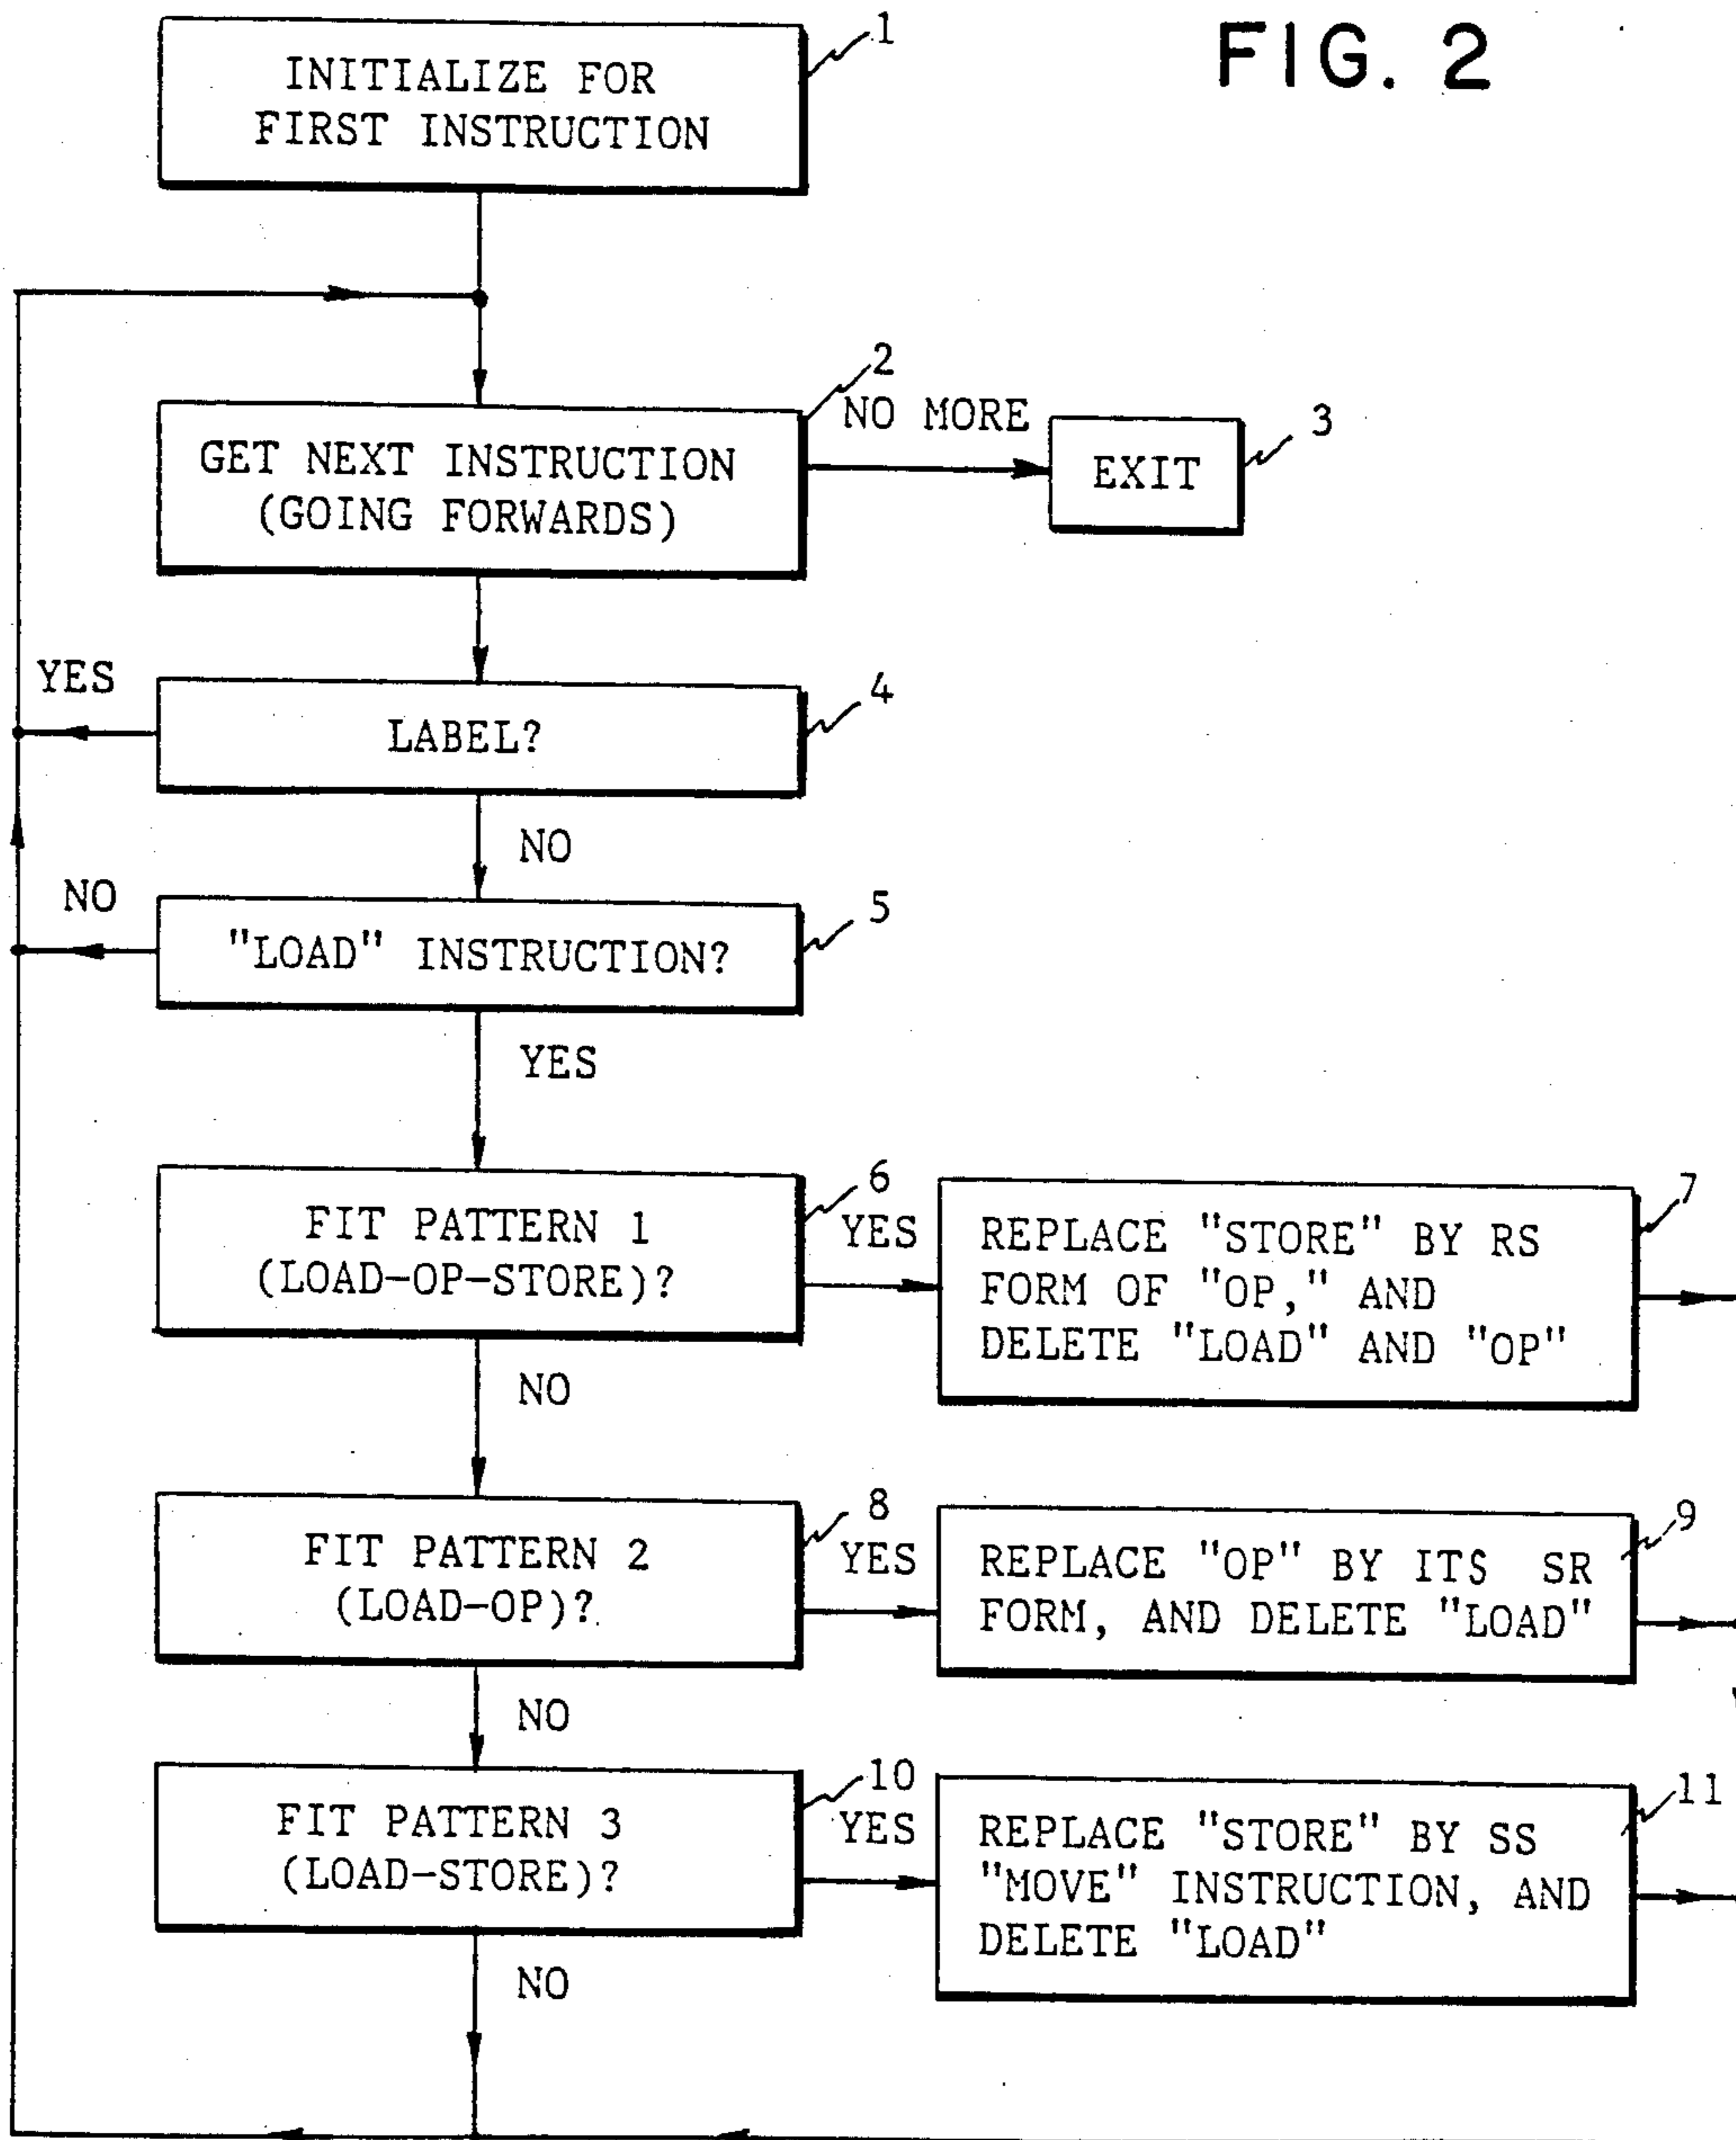 FIG. 2
1
INITIALIZE FOR
FIRST INSTRUCTION
2
GET NEXT INSTRUCTION
(GOING FORWARDS)
NO MORE
EXIT
3
YES
LABEL?
4
NO
NO
"LOAD" INSTRUCTION?
5
YES
FIT PATTERN 1
(LOAD-OP-STORE)?
6
YES
REPLACE "STORE" BY RS
FORM OF "OP," AND
DELETE "LOAD" AND "OP"
7
NO
FIT PATTERN 2
(LOAD-OP)?
8
YES
REPLACE "OP" BY ITS SR
FORM, AND DELETE "LOAD"
9
NO
FIT PATTERN 3
(LOAD-STORE)?
10
YES
REPLACE "STORE" BY SS
"MOVE" INSTRUCTION, AND
DELETE "LOAD"
11
NO